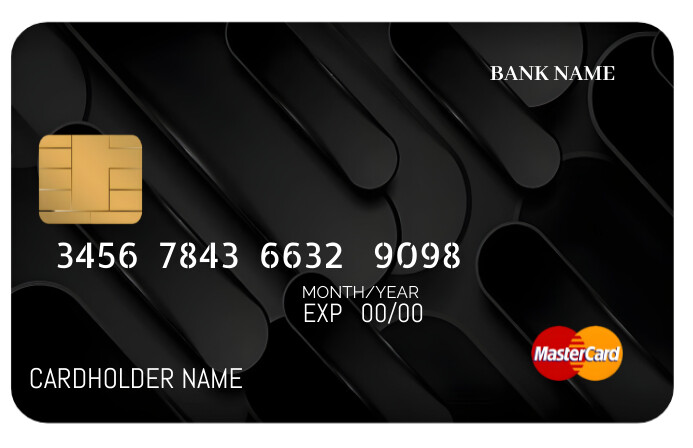 BANK NAME
3456 7843 6632 9098
MONTH/YEAR
EXP 00/00
MasterCard
CARDHOLDER NAME